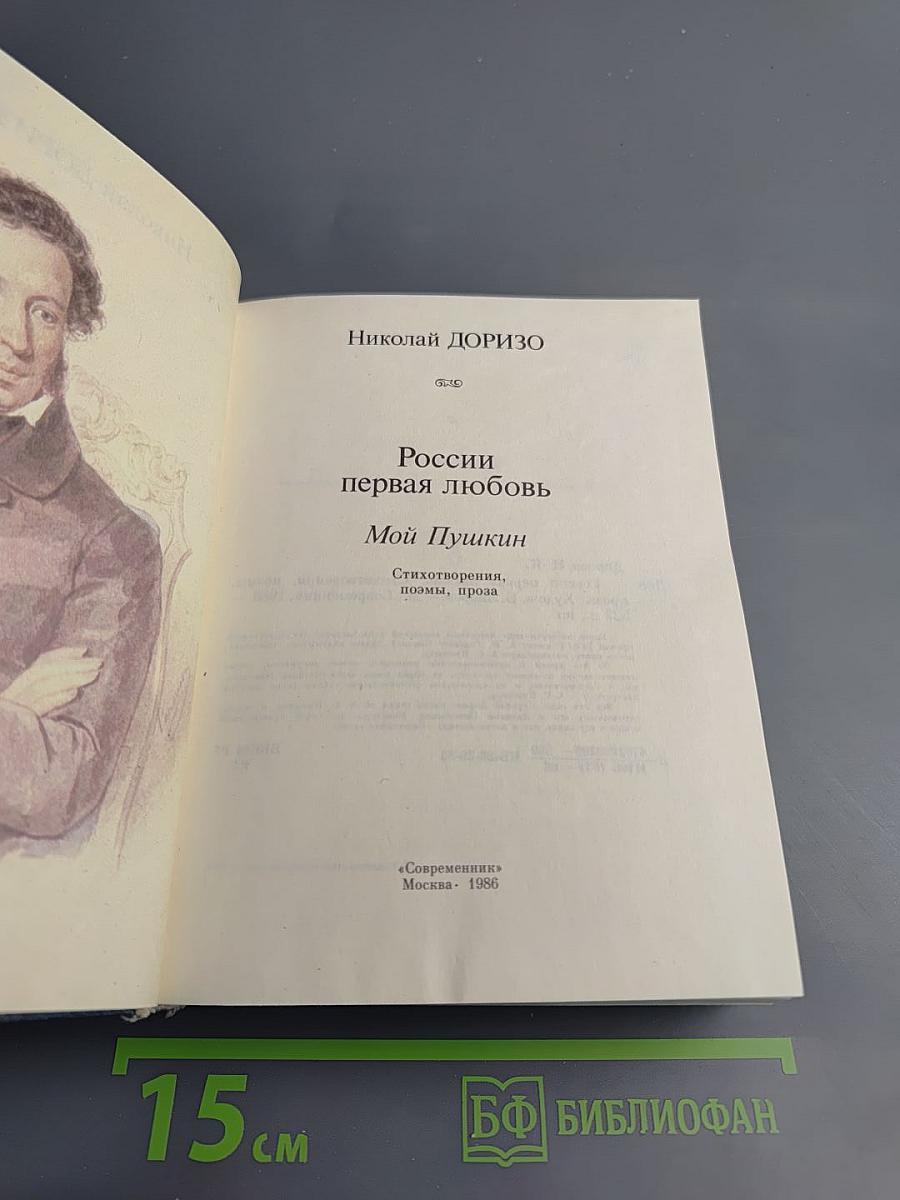 Николай ДОРИЗО
России
первая любовь
Мой Пушкин
Стихотворения,
поэмы, проза
«Современник»
Москва · 1986
15 см
БФ БИБЛИОФАН